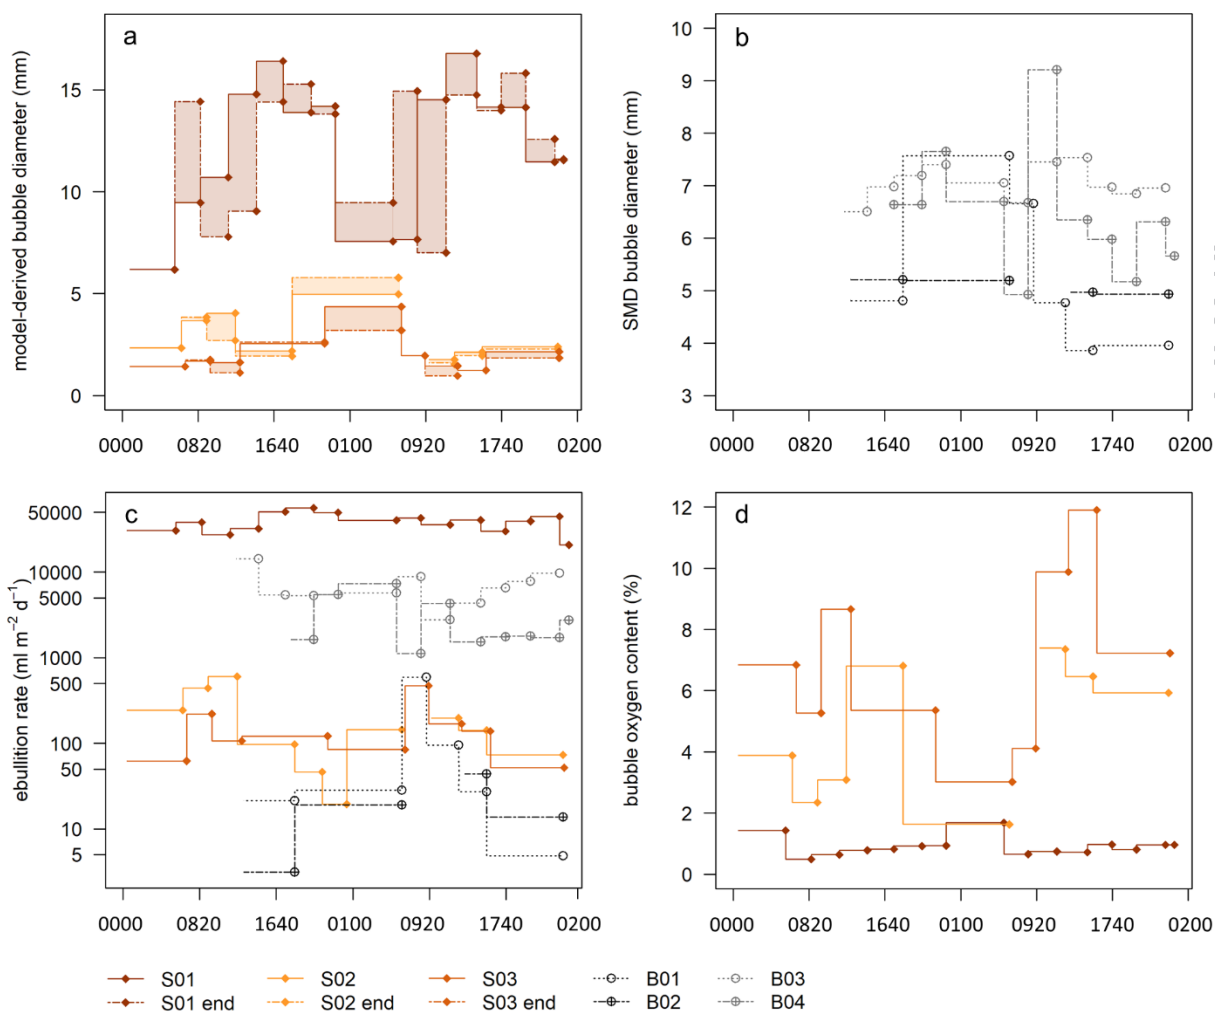 a
model-derived bubble diameter (mm)
15
10
5
0
0000 0820 1640 0100 0920 1740 0200
b
SMD bubble diameter (mm)
10
9
8
7
6
5
4
3
0000 0820 1640 0100 0920 1740 0200
c
ebullition rate (ml m⁻² d⁻¹)
50000
10000
5000
1000
500
100
50
10
5
0000 0820 1640 0100 0920 1740 0200
d
bubble oxygen content (%)
12
10
8
6
4
2
0
0000 0820 1640 0100 0920 1740 0200
S01 S02 S03 B01 B03
S01 end S02 end S03 end B02 B04